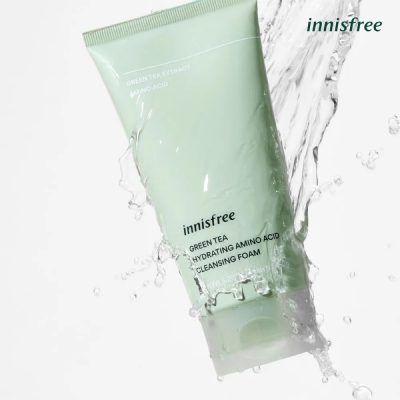 innisfree
GREEN TEA EXTRACT
AMINO ACID
innisfree
GREEN TEA
HYDRATING AMINO ACID
CLEANSING FOAM